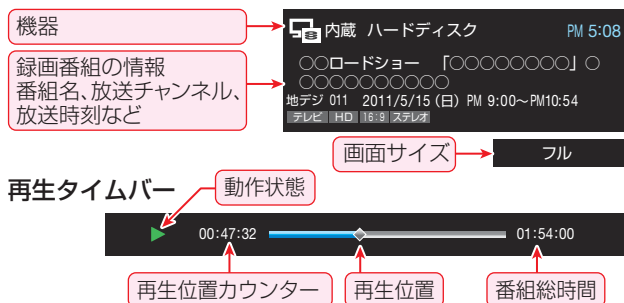 機器
内蔵 ハードディスク PM 5:08
録画番組の情報
番組名、放送チャンネル、
放送時刻など
○○ロードショー 「○○○○○○○○」○
○○○○○○○○○○
地デジ 011 2011/5/15 (日) PM 9:00~PM10:54
テレビ HD 16:9 ステレオ
画面サイズ フル
再生タイムバー 動作状態
00:47:32 01:54:00
再生位置カウンター 再生位置 番組総時間